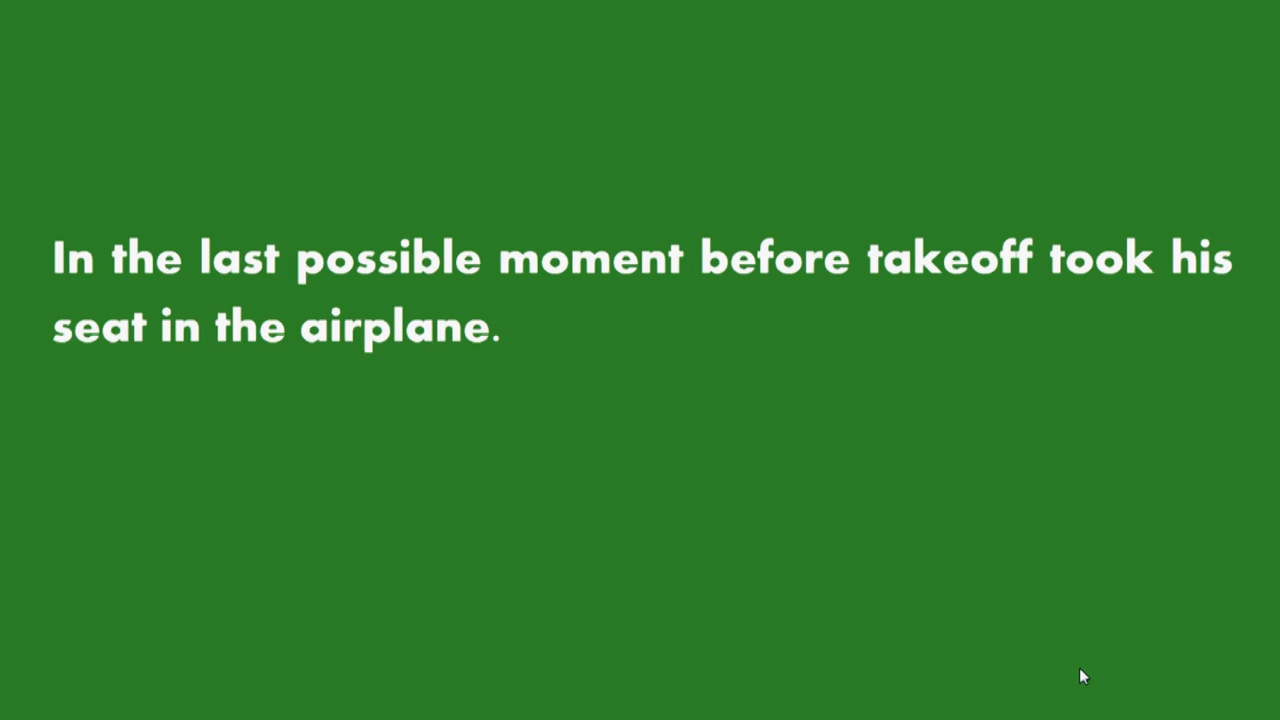 In the last possible moment before takeoff took his
seat in the airplane.